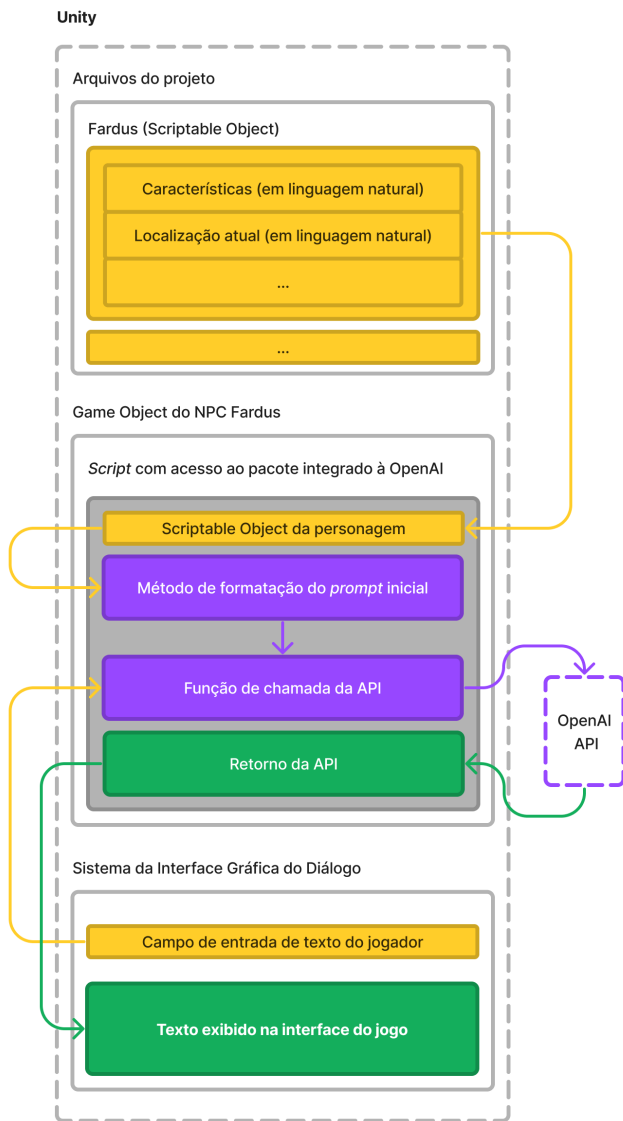 Unity
Arquivos do projeto
Fardus (Scriptable Object)
Características (em linguagem natural)
Localização atual (em linguagem natural)
...
...
Game Object do NPC Fardus
Script com acesso ao pacote integrado à OpenAI
Scriptable Object da personagem
Método de formatação do prompt inicial
Função de chamada da API
OpenAI
API
Retorno da API
Sistema da Interface Gráfica do Diálogo
Campo de entrada de texto do jogador
Texto exibido na interface do jogo